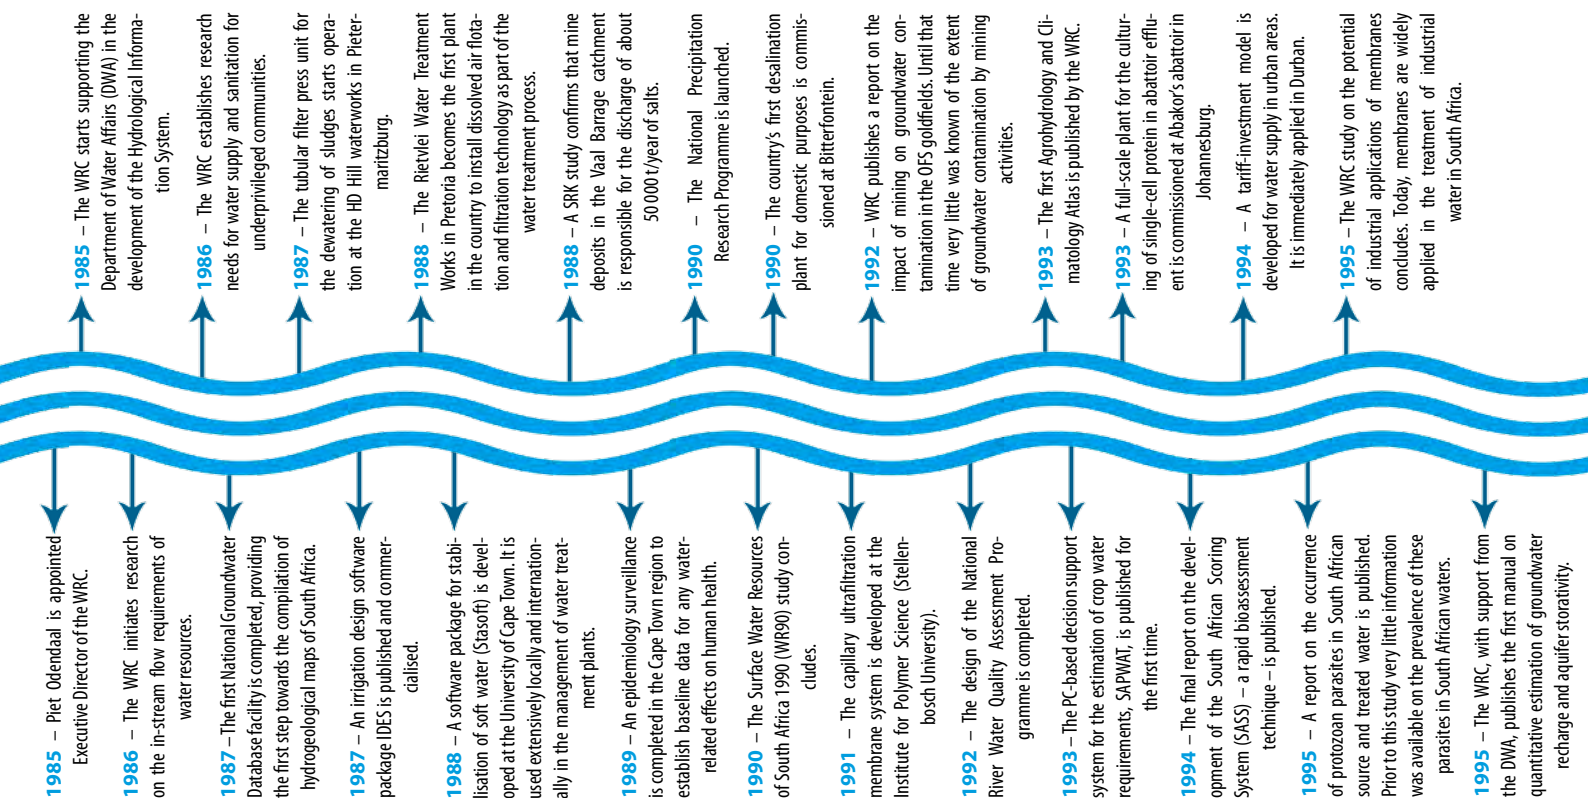 1985 – The WRC starts supporting the
Department of Water Affairs (DWA) in the
development of the Hydrological Informa-
tion System.
1986 – The WRC establishes research
needs for water supply and sanitation for
underprivileged communities.
1987 – The tubular filter press unit for
the dewatering of sludges starts opera-
tion at the HD Hill waterworks in Pieter-
maritzburg.
1988 – The Rietvlei Water Treatment
Works in Pretoria becomes the first plant
in the country to install dissolved air flota-
tion and filtration technology as part of the
water treatment process.
1988 – A SRK study confirms that mine
deposits in the Vaal Barrage catchment
is responsible for the discharge of about
50 000 t/year of salts.
1990 – The National Precipitation
Research Programme is launched.
1990 – The country's first desalination
plant for domestic purposes is commis-
sioned at Bitterfontein.
1992 – WRC publishes a report on the
impact of mining on groundwater con-
tamination in the OFS goldfields. Until that
time very little was known of the extent
of groundwater contamination by mining
activities.
1993 – The first Agrohydrology and Cli-
matology Atlas is published by the WRC.
1993 – A full-scale plant for the cultur-
ing of single-cell protein in abattoir efflu-
ent is commissioned at Abakor's abattoir in
Johannesburg.
1994 – A tariff-investment model is
developed for water supply in urban areas.
It is immediately applied in Durban.
1995 – The WRC study on the potential
of industrial applications of membranes
concludes. Today, membranes are widely
applied in the treatment of industrial
water in South Africa.
1985 – Piet Odendaal is appointed
Executive Director of the WRC.
1986 – The WRC initiates research
on the in-stream flow requirements of
water resources.
1987 – The first National Groundwater
Database facility is completed, providing
the first step towards the compilation of
hydrogeological maps of South Africa.
1987 – An irrigation design software
package IDES is published and commer-
cialised.
1988 – A software package for stabi-
lisation of soft water (Stasoft) is devel-
oped at the University of Cape Town. It is
used extensively locally and internation-
ally in the management of water treat-
ment plants.
1989 – An epidemiology surveillance
is completed in the Cape Town region to
establish baseline data for any water-
related effects on human health.
1990 – The Surface Water Resources
of South Africa 1990 (WR90) study con-
cludes.
1991 – The capillary ultrafiltration
membrane system is developed at the
Institute for Polymer Science (Stellen-
bosch University).
1992 – The design of the National
River Water Quality Assessment Pro-
gramme is completed.
1993 – The PC-based decision support
system for the estimation of crop water
requirements, SAPWAT, is published for
the first time.
1994 – The final report on the devel-
opment of the South African Scoring
System (SASS) – a rapid bioassessment
technique – is published.
1995 – A report on the occurrence
of protozoan parasites in South African
source and treated water is published.
Prior to this study very little information
was available on the prevalence of these
parasites in South African waters.
1995 – The WRC, with support from
the DWA, publishes the first manual on
quantitative estimation of groundwater
recharge and aquifer storativity.